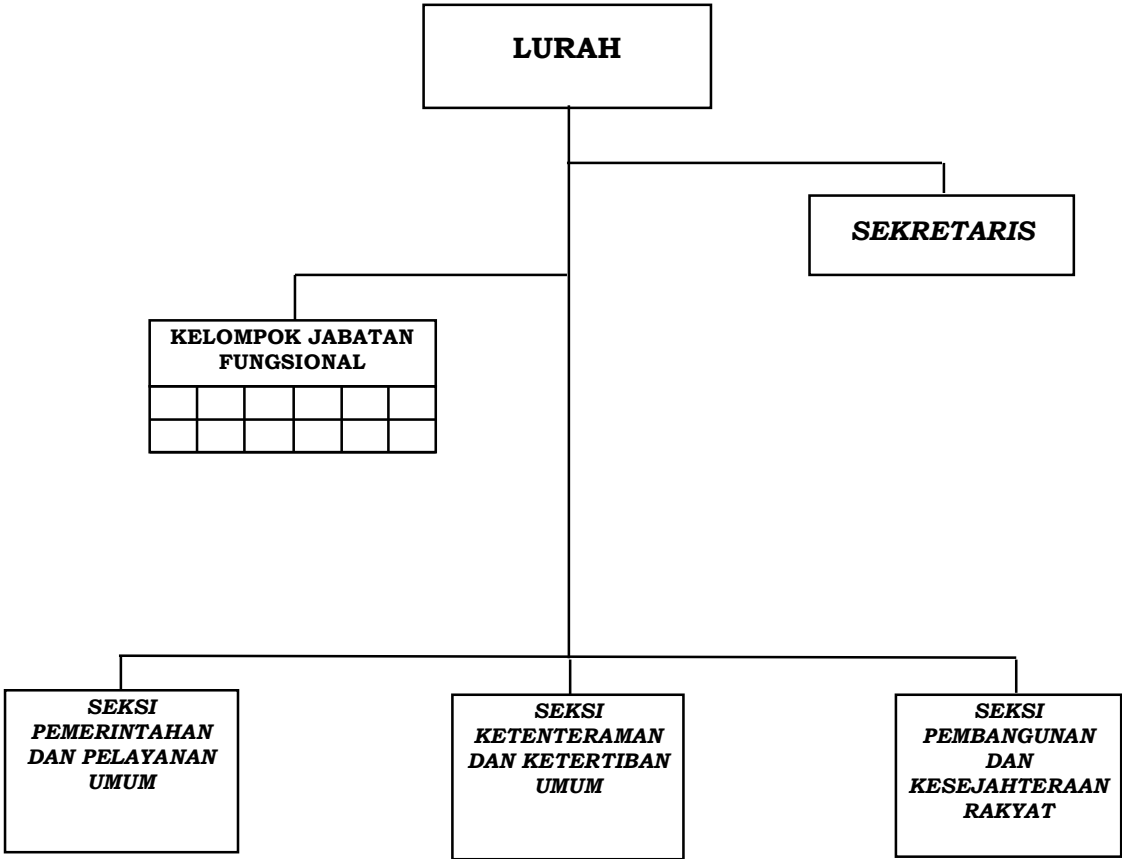 LURAH
SEKRETARIS
KELOMPOK JABATAN
FUNGSIONAL
SEKSI
PEMERINTAHAN
DAN PELAYANAN
UMUM
SEKSI
KETENTERAMAN
DAN KETERTIBAN
UMUM
SEKSI
PEMBANGUNAN
DAN
KESEJAHTERAAN
RAKYAT